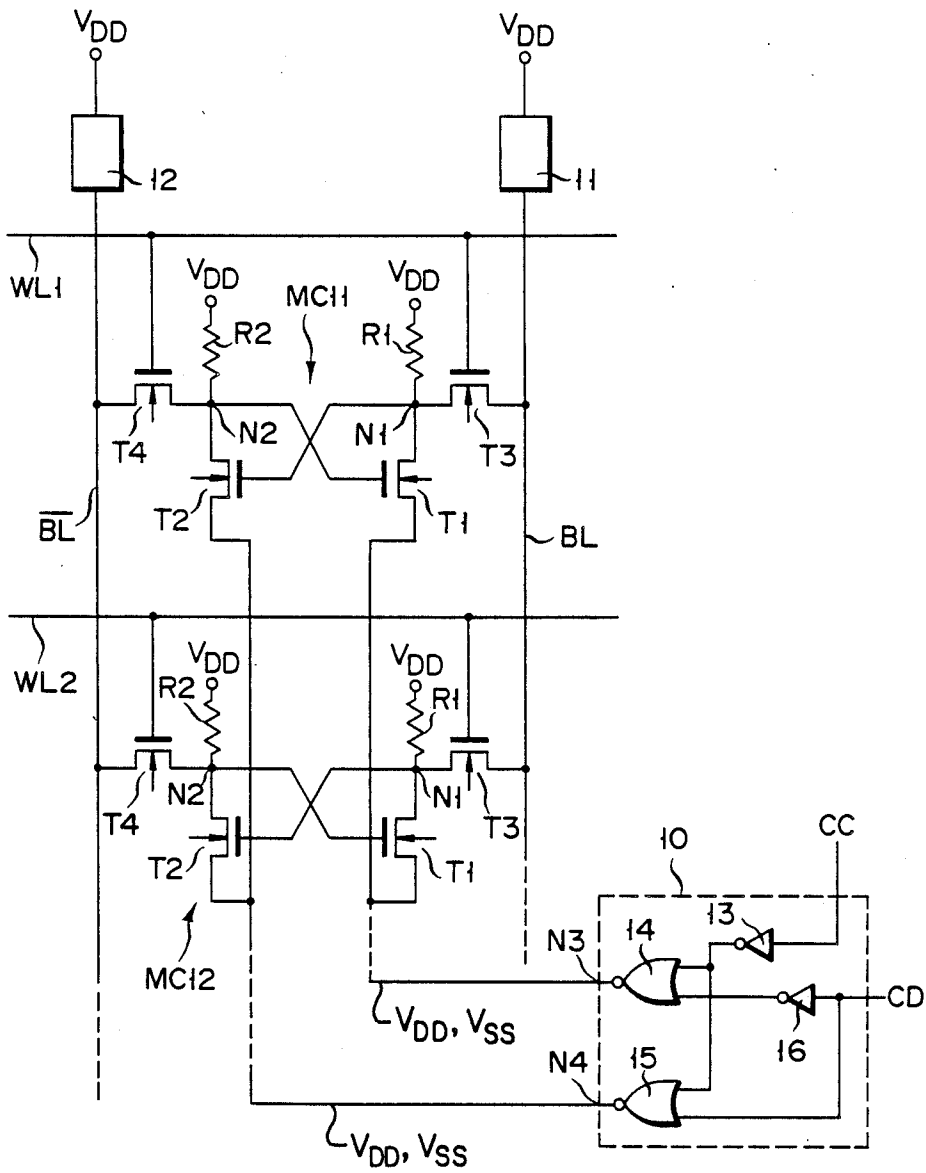 VDD VDD
12 11
WL1
VDD VDD
MC11
R2 R1
T4 N2 N1 T3
T2 T1
B̅L̅ BL
WL2
VDD VDD
R2 R1
T4 N2 N1 T3
T2 T1
MC12
10 CC
13
14
N3
CD
16
VDD, VSS
15
N4
VDD, VSS